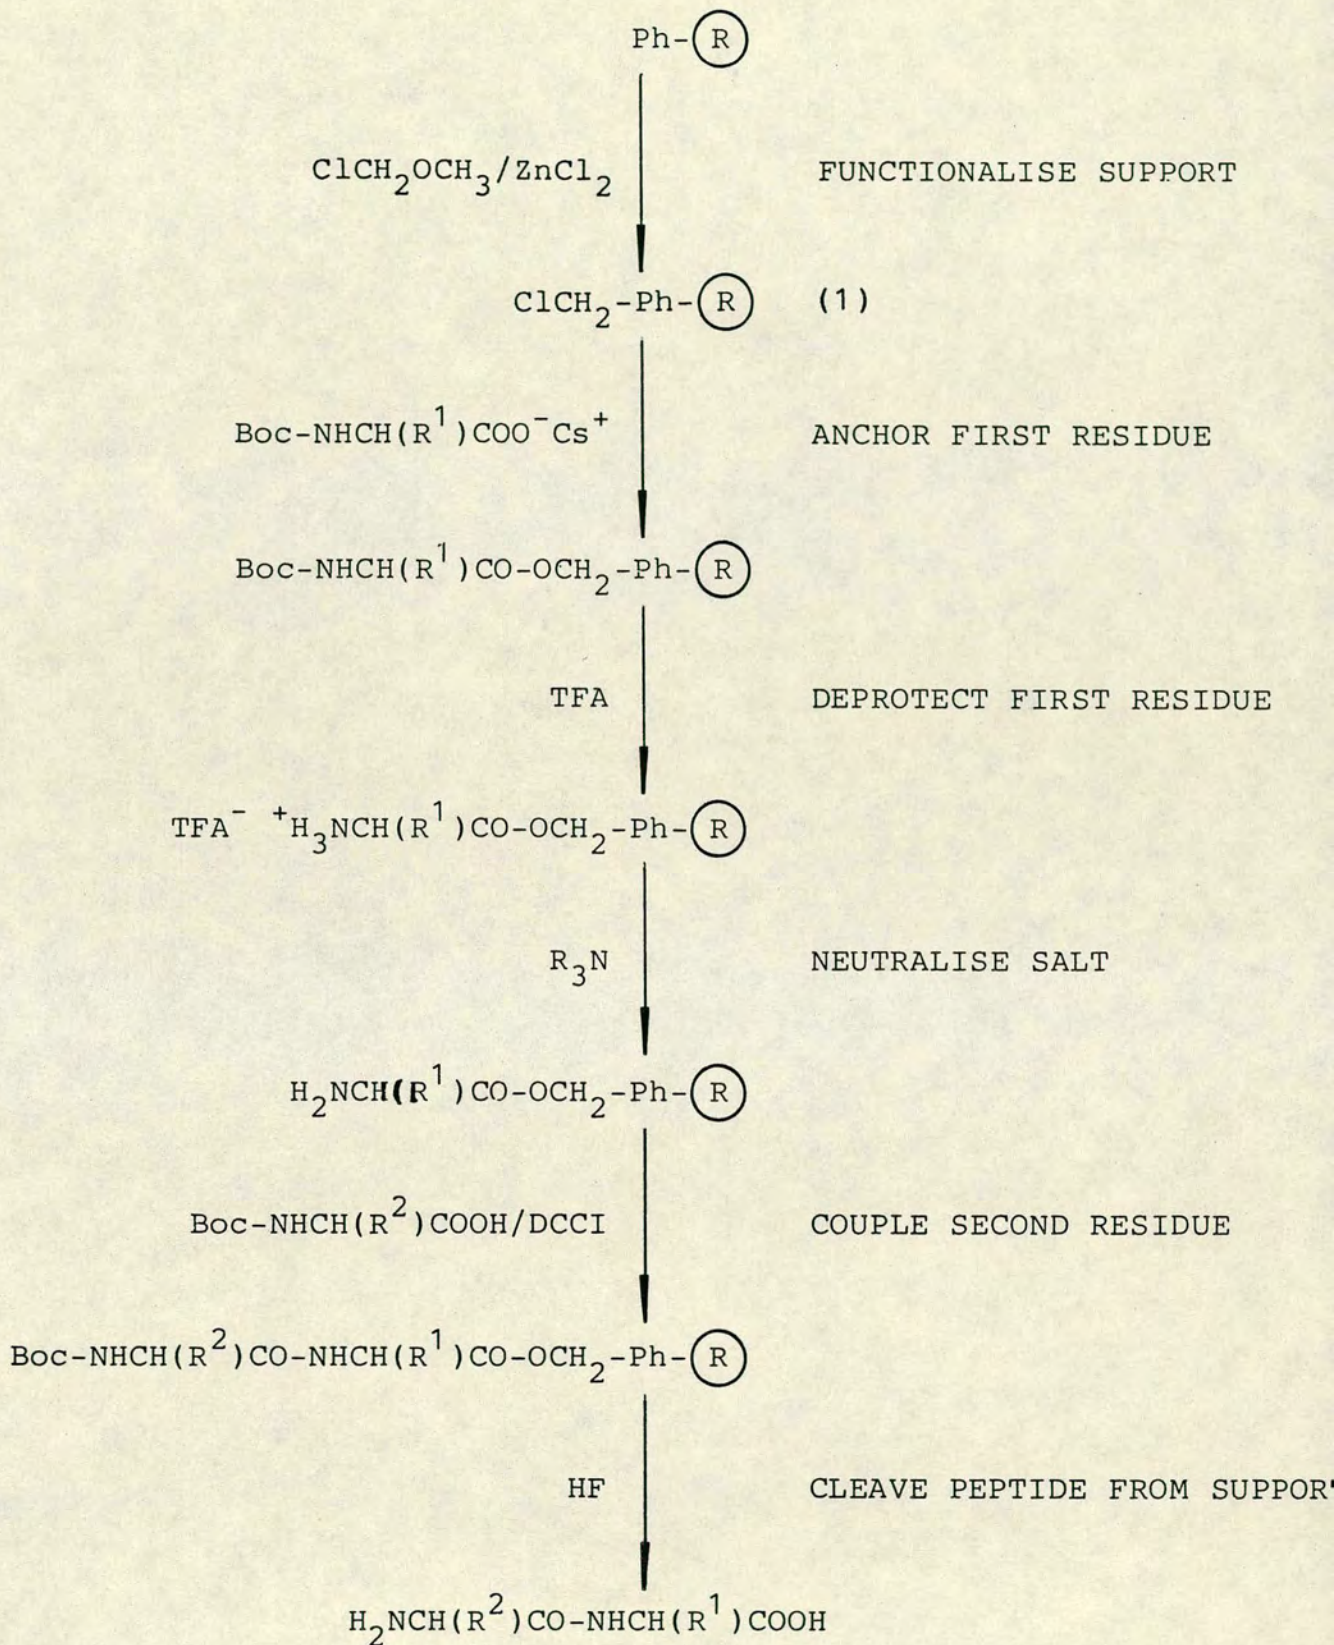 Ph-(R)
ClCH2OCH3/ZnCl2 FUNCTIONALISE SUPPORT
ClCH2-Ph-(R) (1)
Boc-NHCH(R1)COO-Cs+ ANCHOR FIRST RESIDUE
Boc-NHCH(R1)CO-OCH2-Ph-(R)
TFA DEPROTECT FIRST RESIDUE
TFA- +H3NCH(R1)CO-OCH2-Ph-(R)
R3N NEUTRALISE SALT
H2NCH(R1)CO-OCH2-Ph-(R)
Boc-NHCH(R2)COOH/DCCI COUPLE SECOND RESIDUE
Boc-NHCH(R2)CO-NHCH(R1)CO-OCH2-Ph-(R)
HF CLEAVE PEPTIDE FROM SUPPOR
H2NCH(R2)CO-NHCH(R1)COOH